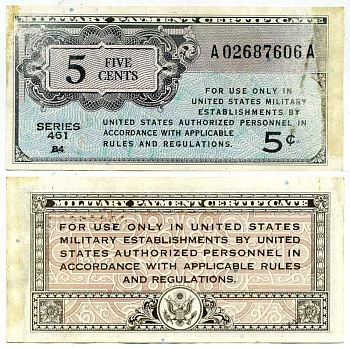 MILITARY PAYMENT CERTIFICATE
A02687606A
5 FIVE
CENTS
FOR USE ONLY IN
UNITED STATES MILITARY
ESTABLISHMENTS BY
SERIES
461
B4
UNITED STATES AUTHORIZED PERSONNEL IN
ACCORDANCE WITH APPLICABLE
RULES AND REGULATIONS.
5¢
MILITARY PAYMENT CERTIFICATE
FOR USE ONLY IN UNITED STATES
MILITARY ESTABLISHMENTS BY UNITED
STATES AUTHORIZED PERSONNEL IN
ACCORDANCE WITH APPLICABLE RULES
AND REGULATIONS.